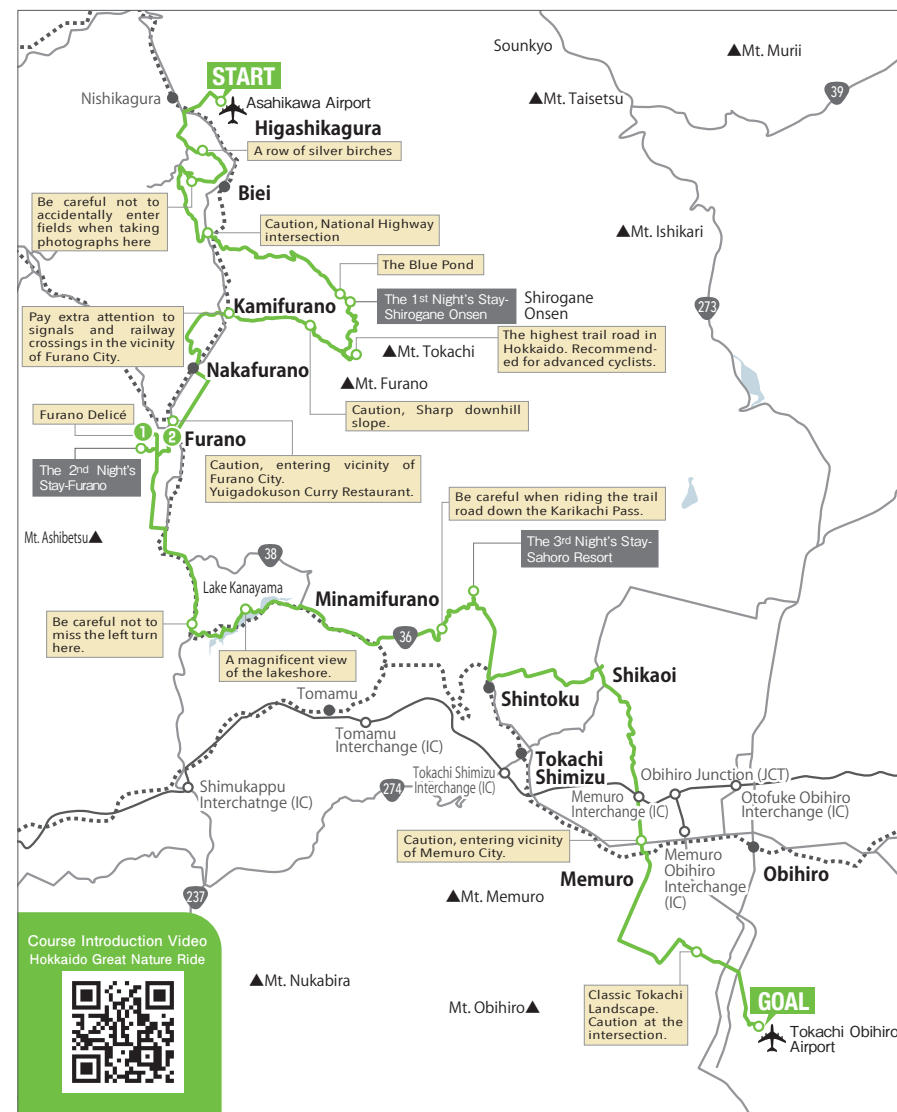 Sounkyo
▲Mt. Murii
START
Nishikagura
Asahikawa Airport
▲Mt. Taisetsu
39
Higashikagura
A row of silver birches
Biei
Be careful not to
accidentally enter
fields when taking
photographs here
Caution, National Highway
intersection
▲Mt. Ishikari
The Blue Pond
The 1st Night's Stay-
Shirogane Onsen
Shirogane
Onsen
273
Kamifurano
Pay extra attention to
signals and railway
crossings in the vicinity
of Furano City.
The highest trail road in
Hokkaido. Recommend-
ed for advanced cyclists.
▲Mt. Tokachi
Nakafurano
▲Mt. Furano
Furano Delicé
Caution, Sharp downhill
slope.
1
2
Furano
The 2nd Night's
Stay-Furano
Caution, entering vicinity of
Furano City.
Yuigadokuson Curry Restaurant.
Be careful when riding the trail
road down the Karikachi Pass.
Mt. Ashibetsu▲
The 3rd Night's Stay-
Sahoro Resort
38
Lake Kanayama
Minamifurano
Be careful not to
miss the left turn
here.
36
A magnificent view
of the lakeshore.
Shikaoi
Shintoku
Tomamu
Tomamu
Interchange (IC)
Tokachi
Shimizu
Tokachi Shimizu
Interchange (IC)
Obihiro Junction (JCT)
Shimukappu
Interchatnge (IC)
274
Memuro
Interchange (IC)
Otofuke Obihiro
Interchange (IC)
Caution, entering vicinity
of Memuro City.
Memuro
Obihiro
Interchange
(IC)
Memuro
Obihiro
237
▲Mt. Memuro
Course Introduction Video
Hokkaido Great Nature Ride
▲Mt. Nukabira
Classic Tokachi
Landscape.
Caution at the
intersection.
Mt. Obihiro▲
GOAL
Tokachi Obihiro
Airport